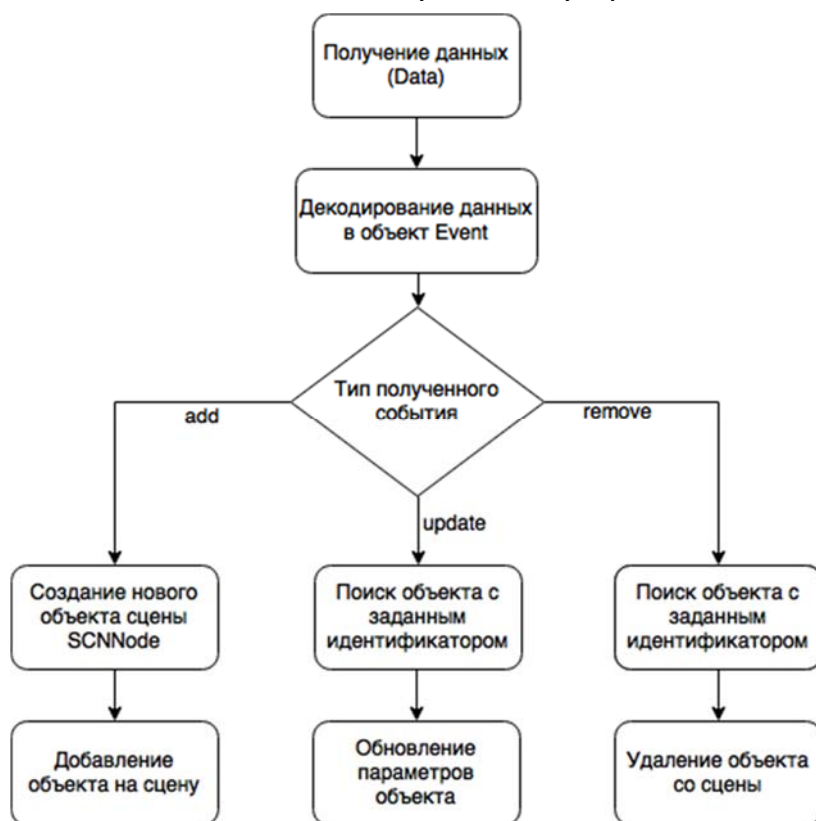 Получение данных
(Data)
Декодирование данных
в объект Event
Тип полученного
события
add
remove
update
Создание нового
объекта сцены
SCNNode
Поиск объекта с
заданным
идентификатором
Поиск объекта с
заданным
идентификатором
Добавление
объекта на сцену
Обновление
параметров
объекта
Удаление объекта
со сцены